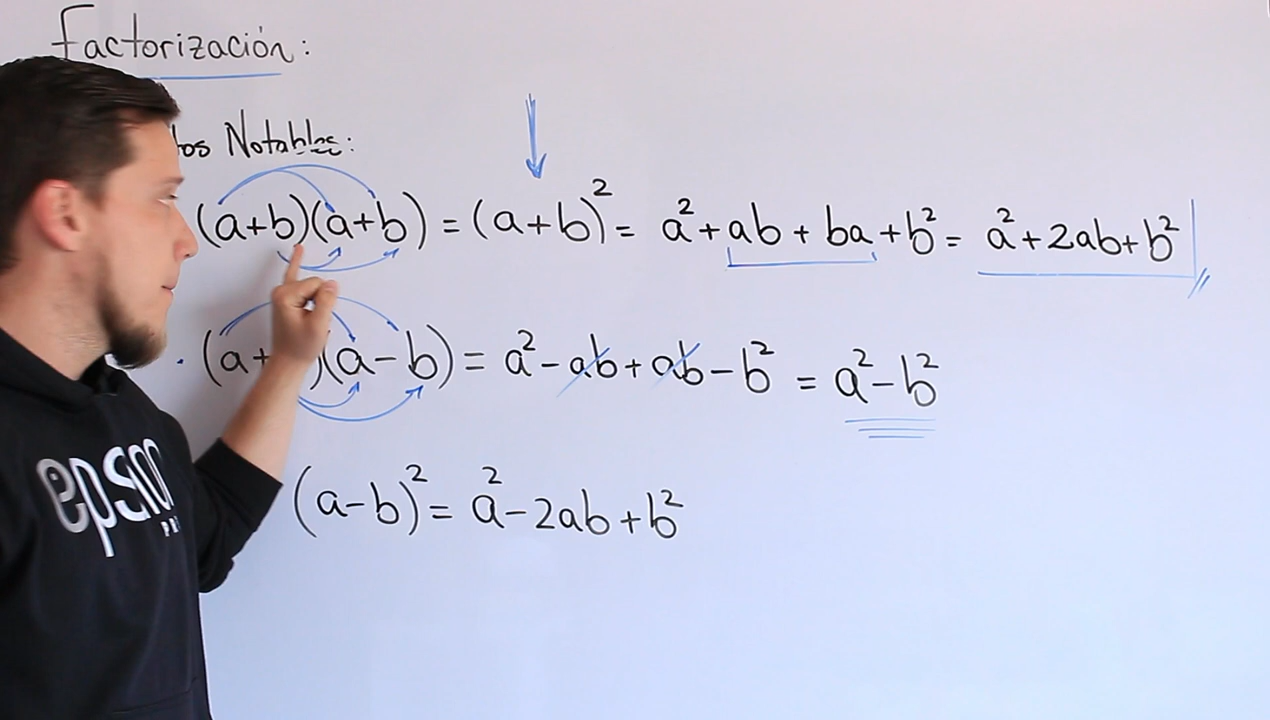 Factorización:
tos Notables:
(a+b)(a+b) = (a+b)² = a²+ab+ba+b² = a²+2ab+b²
· (a+ )(a-b) = a²-ab+ab-b² = a²-b²
(a-b)² = a²-2ab+b²
epsilon